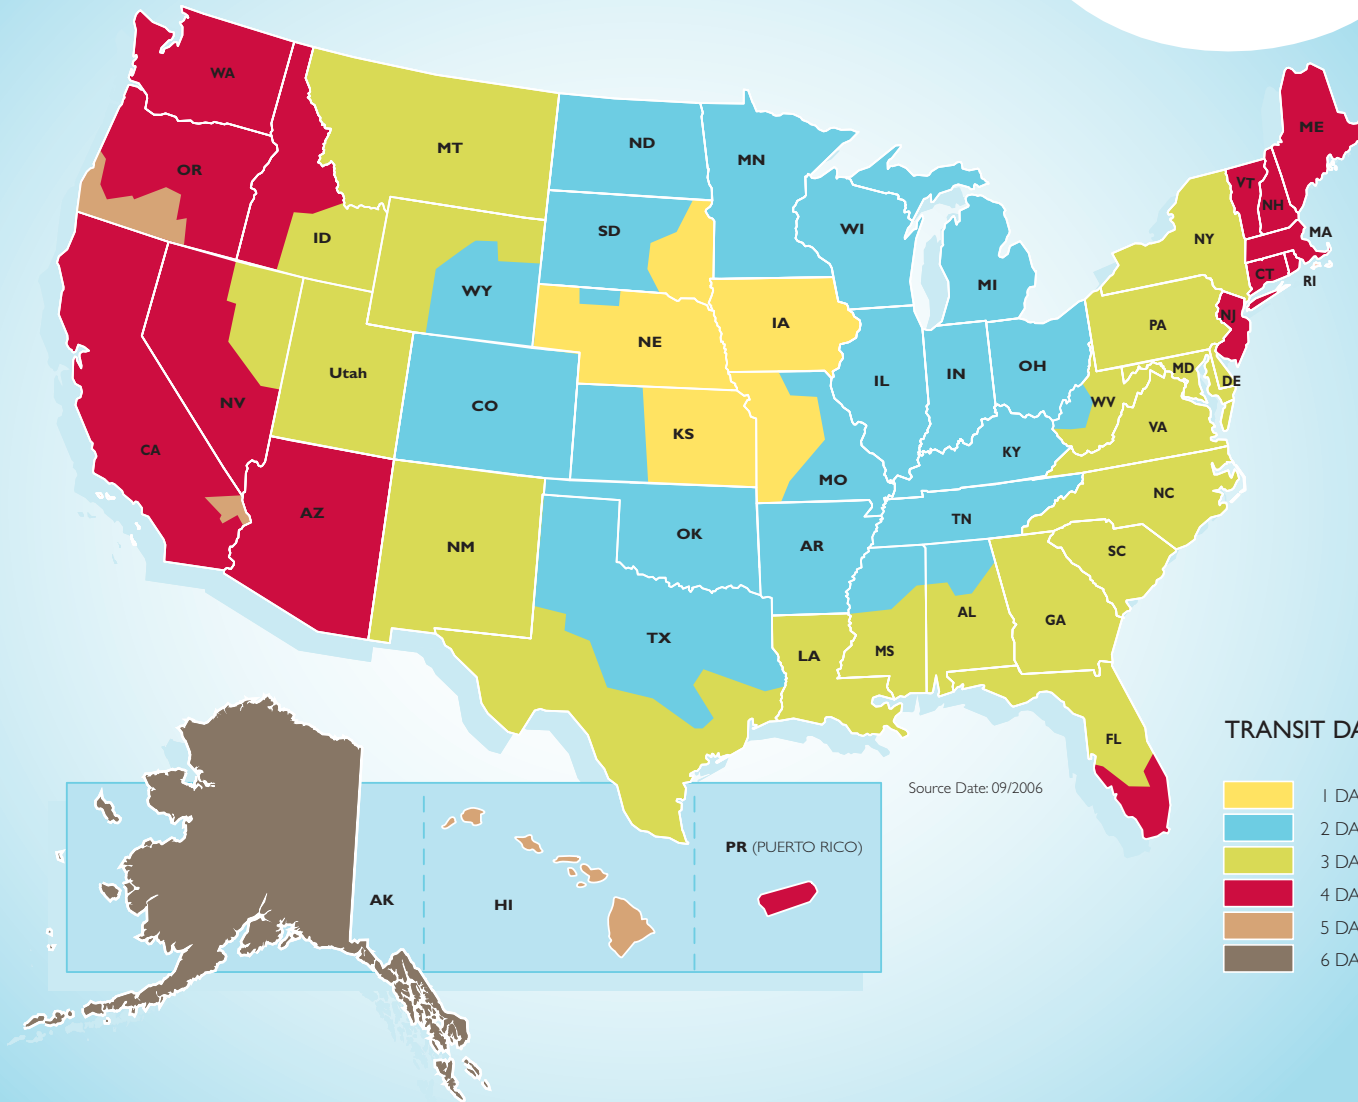 WA
ME
MT
ND
MN
OR
VT
NH
MA
ID
SD
WI
NY
CT
RI
WY
MI
NJ
IA
PA
NE
OH
MD
Utah
IN
IL
DE
NV
CO
WV
KS
VA
CA
KY
MO
NC
AZ
TN
OK
NM
AR
SC
AL
GA
TX
MS
LA
FL
TRANSIT DA
Source Date: 09/2006
1 DA
2 DA
3 DA
4 DA
5 DA
6 DA
PR (PUERTO RICO)
AK
HI